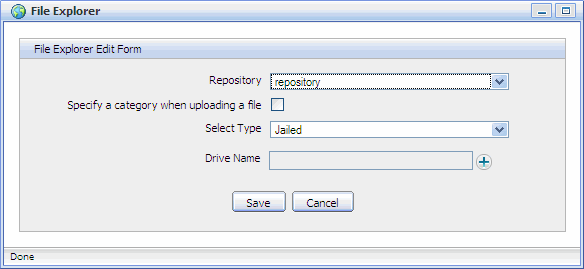 File Explorer
File Explorer Edit Form
Repository repository
Specify a category when uploading a file
Select Type Jailed
Drive Name
Save Cancel
Done